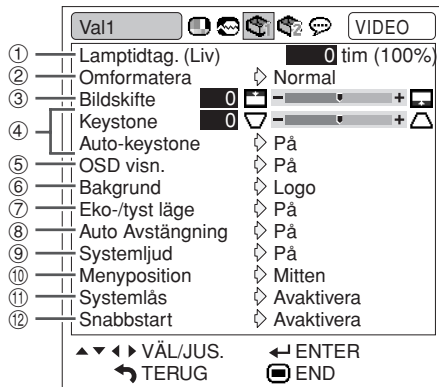 Val1 VIDEO
① Lamptidtag. (Liv) 0 tim (100%)
② Omformatera Normal
③ Bildskifte 0 − +
④ Keystone 0 − +
Auto-keystone På
⑤ OSD visn. På
⑥ Bakgrund Logo
⑦ Eko-/tyst läge På
⑧ Auto Avstängning På
⑨ Systemljud På
⑩ Menyposition Mitten
⑪ Systemlås Avaktivera
⑫ Snabbstart Avaktivera
VÄL/JUS. ENTER
TERUG END